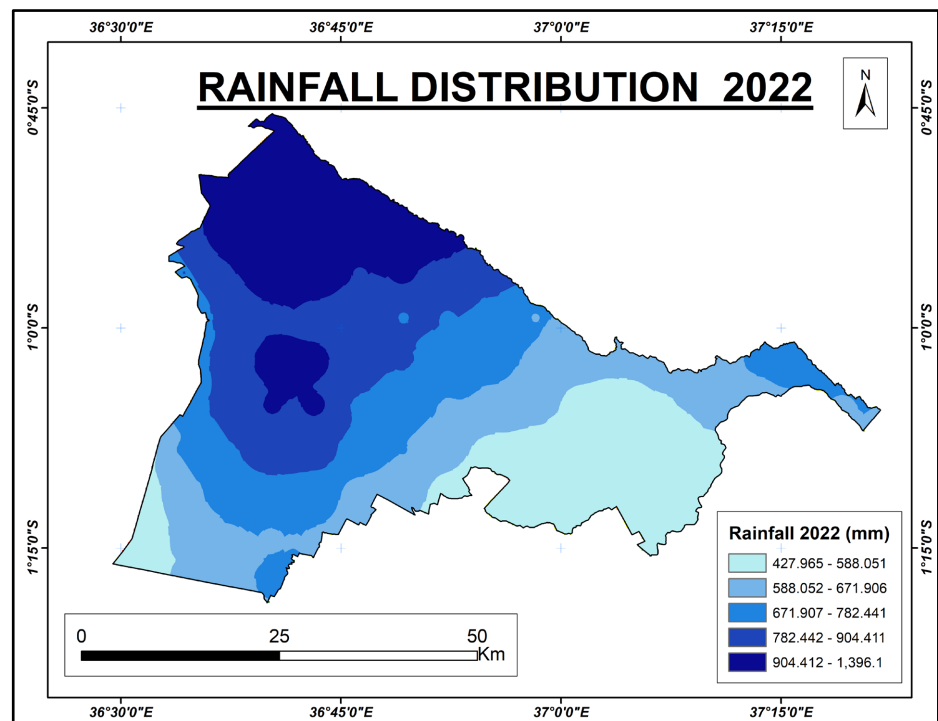 36°30'0"E 36°45'0"E 37°0'0"E 37°15'0"E
RAINFALL DISTRIBUTION 2022
N
0°45'0"S 0°45'0"S
1°0'0"S 1°0'0"S
1°15'0"S 1°15'0"S
Rainfall 2022 (mm)
427.965 - 588.051
588.052 - 671.906
671.907 - 782.441
782.442 - 904.411
904.412 - 1,396.1
0 25 50
Km
36°30'0"E 36°45'0"E 37°0'0"E 37°15'0"E